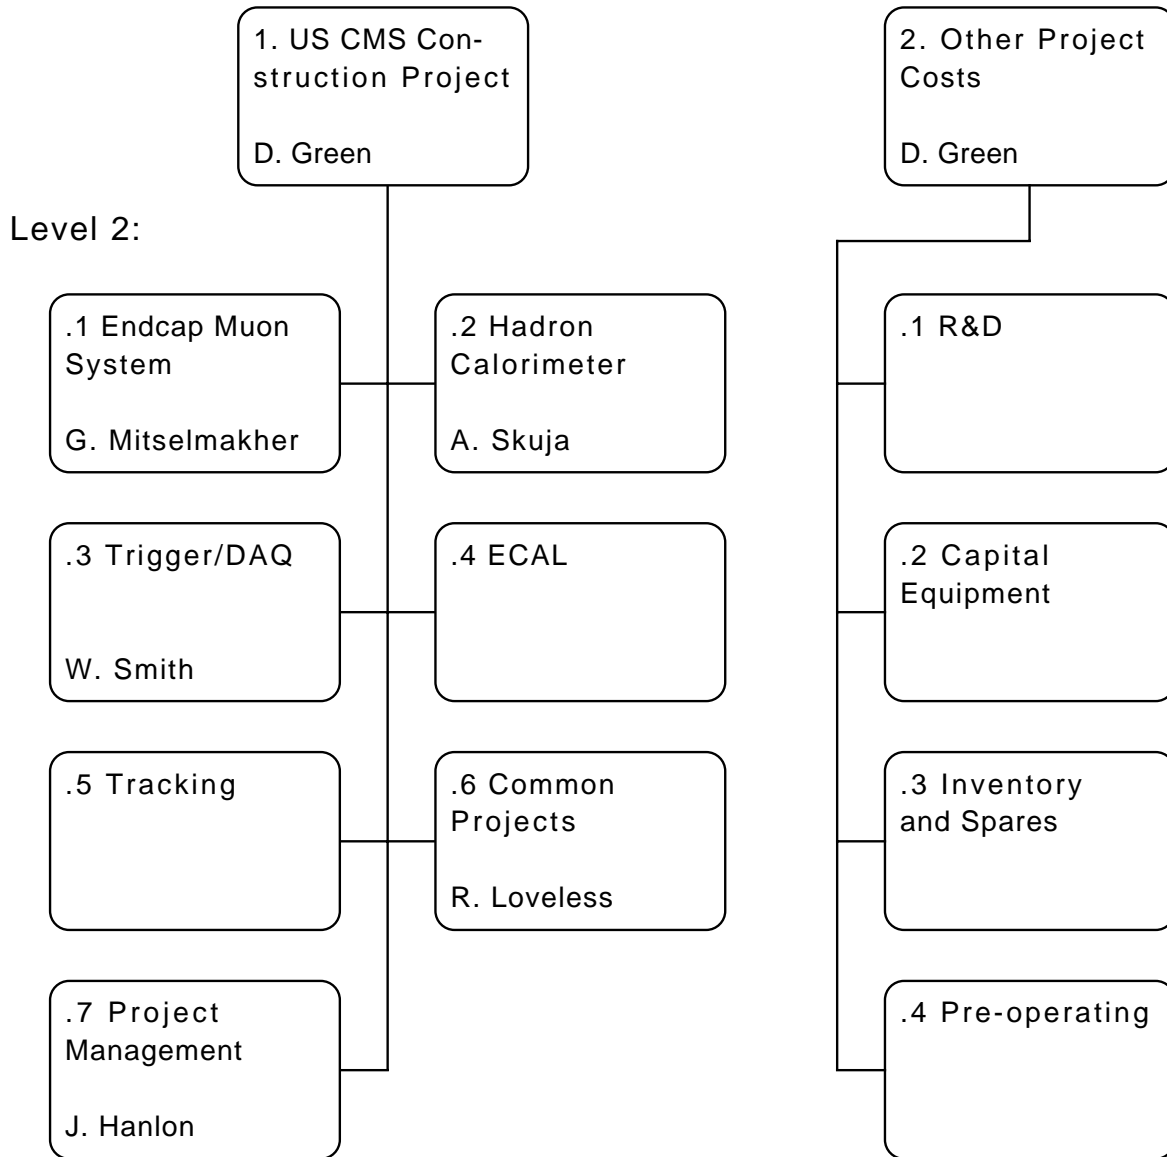 1. US CMS Con-
struction Project
D. Green
2. Other Project
Costs
D. Green
Level 2:
.1 Endcap Muon
System
G. Mitselmakher
.2 Hadron
Calorimeter
A. Skuja
.1 R&D
.3 Trigger/DAQ
W. Smith
.4 ECAL
.2 Capital
Equipment
.5 Tracking
.6 Common
Projects
R. Loveless
.3 Inventory
and Spares
.7 Project
Management
J. Hanlon
.4 Pre-operating